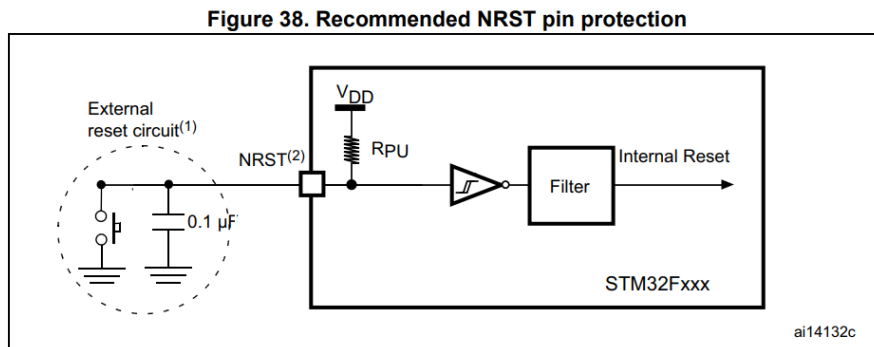 Figure 38. Recommended NRST pin protection
External
reset circuit(1)
NRST(2)
VDD
RPU
0.1 µF
Filter
Internal Reset
STM32Fxxx
ai14132c